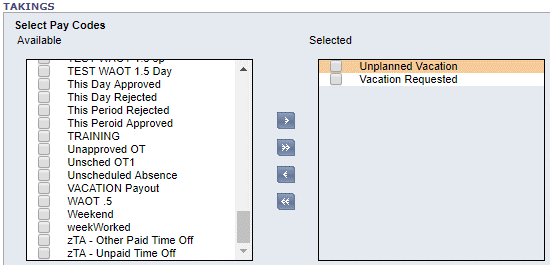 TAKINGS
Select Pay Codes
Available
Selected
TEST WAOT 1.5 Day
This Day Approved
This Day Rejected
This Period Rejected
This Peroid Approved
TRAINING
Unapproved OT
Unsched OT1
Unscheduled Absence
VACATION Payout
WAOT .5
Weekend
weekWorked
zTA - Other Paid Time Off
zTA - Unpaid Time Off
Unplanned Vacation
Vacation Requested